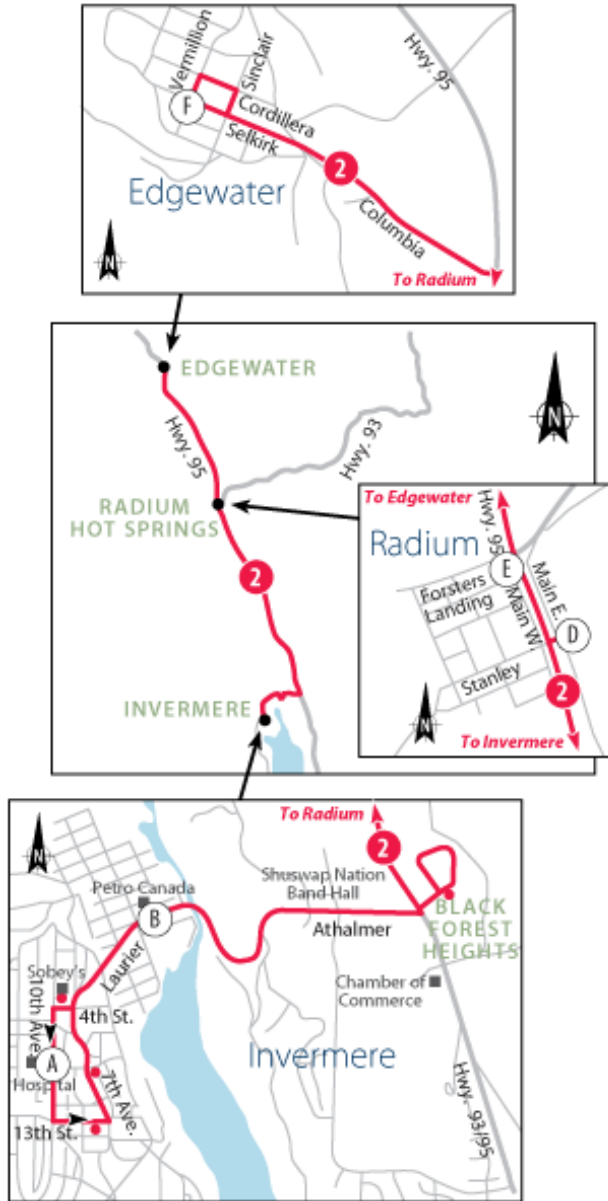 Hwy. 95
Vermillion
Sinclair
F
Cordillera
Selkirk
2
Edgewater
Columbia
N
To Radium
EDGEWATER
N
Hwy. 95
Hwy. 93
RADIUM
HOT SPRINGS
2
INVERMERE
To Edgewater
Hwy. 95
Radium
E
Main E.
Forsters
Landing
Main W.
D
Stanley
2
N
To Invermere
To Radium
N
2
Petro Canada
Shuswap Nation
Band Hall
B
BLACK
FOREST
HEIGHTS
Athalmer
Laurier
Sobey's
Chamber of
Commerce
10th Ave.
4th St.
Invermere
A
Hospital
7th Ave.
13th St.
Hwy. 93/95